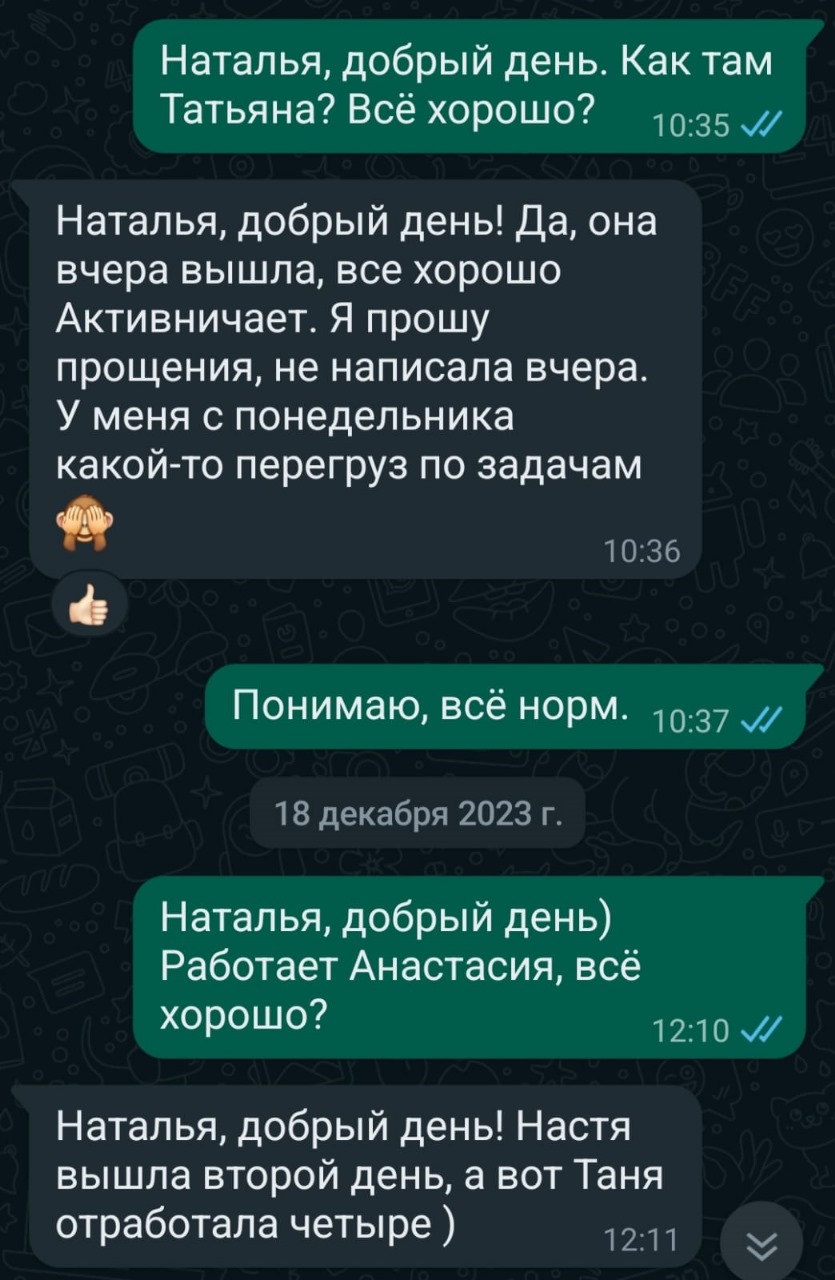 Наталья, добрый день. Как там
Татьяна? Всё хорошо?
10:35
Наталья, добрый день! Да, она
вчера вышла, все хорошо
Активничает. Я прошу
прощения, не написала вчера.
У меня с понедельника
какой-то перегруз по задачам
🙈
10:36
👍🏻
Понимаю, всё норм.
10:37
18 декабря 2023 г.
Наталья, добрый день)
Работает Анастасия, всё
хорошо?
12:10
Наталья, добрый день! Настя
вышла второй день, а вот Таня
отработала четыре )
12:11